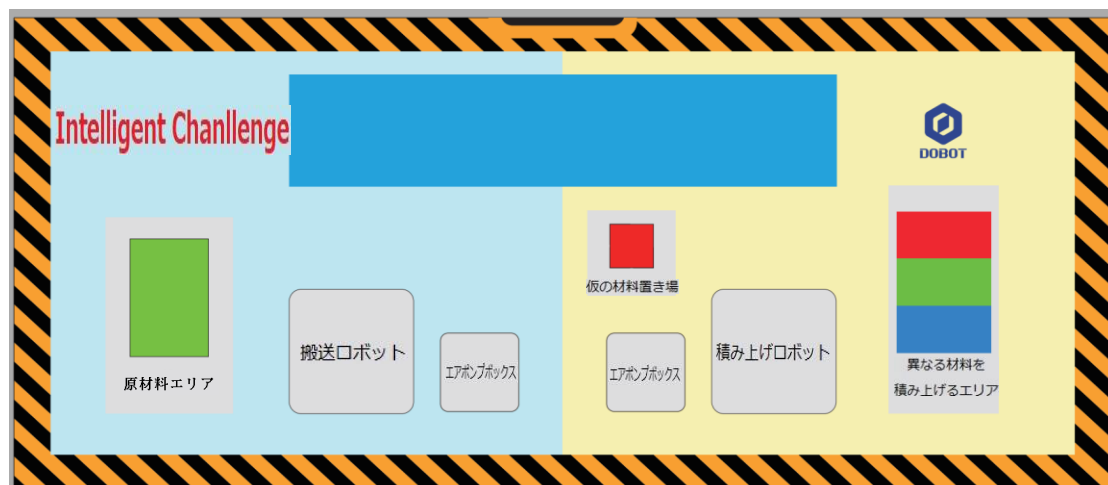 Intelligent Chanllenge
DOBOT
仮の材料置き場
搬送ロボット
エアポンプボックス
エアポンプボックス
積み上げロボット
原材料エリア
異なる材料を
積み上げるエリア